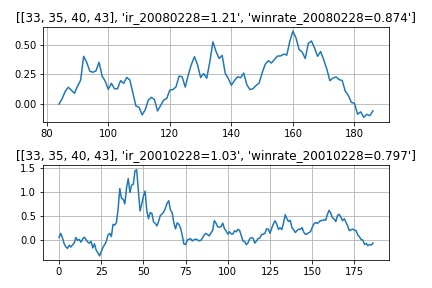 [[33, 35, 40, 43], 'ir_20080228=1.21', 'winrate_20080228=0.874']
0.50
0.25
0.00
80 100 120 140 160 180
[[33, 35, 40, 43], 'ir_20010228=1.03', 'winrate_20010228=0.797']
1.5
1.0
0.5
0.0
0 25 50 75 100 125 150 175